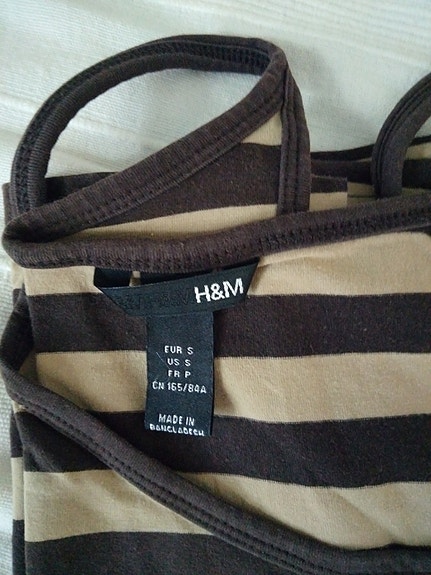 H&M
EUR S
US S
FR P
CN 165/84A
MADE IN
BANGLADESH